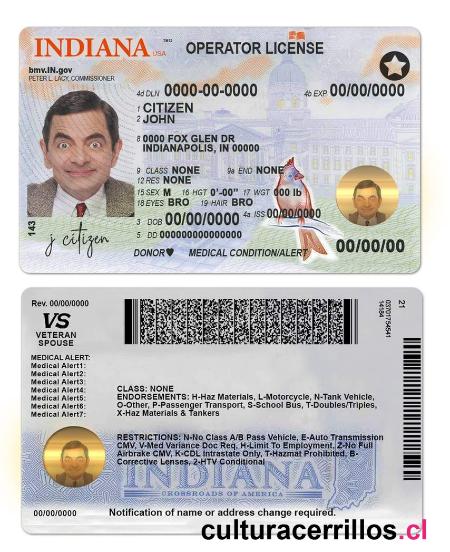 INDIANA USA
OPERATOR LICENSE
bmv.IN.gov
PETER L. LACY, COMMISSIONER
4d DLN 0000-00-0000 4b EXP 00/00/0000
1 CITIZEN
2 JOHN
8 0000 FOX GLEN DR
INDIANAPOLIS, IN 00000
9 CLASS NONE 9a END NONE
12 RES NONE
15 SEX M 16 HGT 0'-00" 17 WGT 000 lb
18 EYES BRO 19 HAIR BRO
3 DOB 00/00/0000 4a ISS 00/00/0000
5 DD 0000000000000
DONOR♥ MEDICAL CONDITION/ALERT 00/00/00
143
j citizen
Rev. 00/00/0000
VS
VETERAN
SPOUSE
MEDICAL ALERT:
Medical Alert1:
Medical Alert2:
Medical Alert3:
Medical Alert4:
Medical Alert5:
Medical Alert6:
Medical Alert7:
CLASS: NONE
ENDORSEMENTS: H-Haz Materials, L-Motorcycle, N-Tank Vehicle,
O-Other, P-Passenger Transport, S-School Bus, T-Doubles/Triples,
X-Haz Materials & Tankers
RESTRICTIONS: N-No Class A/B Pass Vehicle, E-Auto Transmission
CMV, V-Med Variance Doc Req, H-Limit To Employment, Z-No Full
Airbrake CMV, K-CDL Intrastate Only, T-Hazmat Prohibited, B-
Corrective Lenses, 2-HTV Conditional
INDIANA
CROSSROADS OF AMERICA
00/00/0000
Notification of name or address change required.
21
culturacerrillos.cl